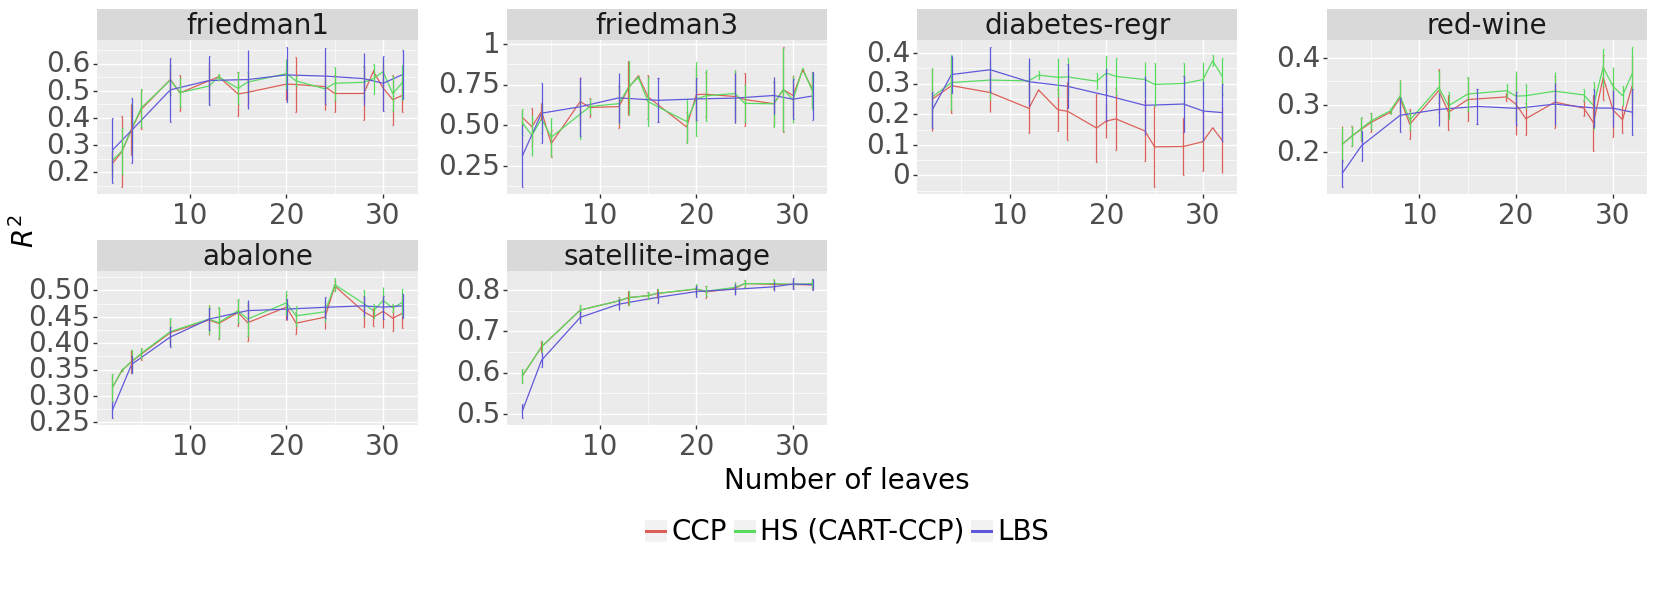 friedman1
friedman3
diabetes-regr
red-wine
0.6
0.5
0.4
0.3
0.2
10 20 30
1
0.75
0.50
0.25
10 20 30
0.4
0.3
0.2
0.1
0
10 20 30
0.4
0.3
0.2
10 20 30
R²
abalone
satellite-image
0.50
0.45
0.40
0.35
0.30
0.25
10 20 30
0.8
0.7
0.6
0.5
10 20 30
Number of leaves
CCP HS (CART-CCP) LBS